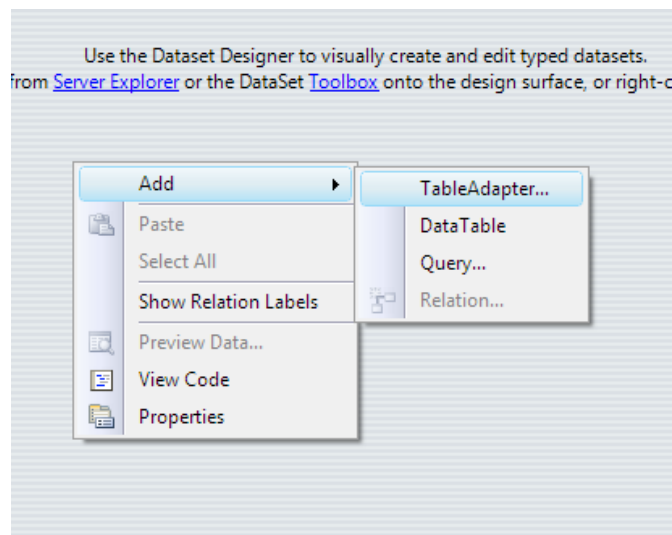 Use the Dataset Designer to visually create and edit typed datasets.
from Server Explorer or the DataSet Toolbox onto the design surface, or right-c
Add
TableAdapter...
Paste
DataTable
Select All
Query...
Show Relation Labels
Relation...
Preview Data...
View Code
Properties